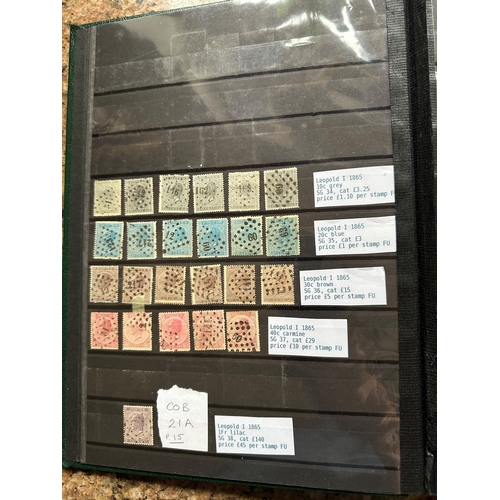 Leopold I 1865
10c grey
SG 34, cat £3.25
price £1.10 per stamp FU
Leopold I 1865
20c blue
SG 35, cat £3
price £1 per stamp FU
Leopold I 1865
30c brown
SG 36, cat £15
price £5 per stamp FU
Leopold I 1865
40c carmine
SG 37, cat £29
price £10 per stamp FU
COB
21A
P.15
Leopold I 1865
1Fr lilac
SG 38, cat £140
price £45 per stamp FU